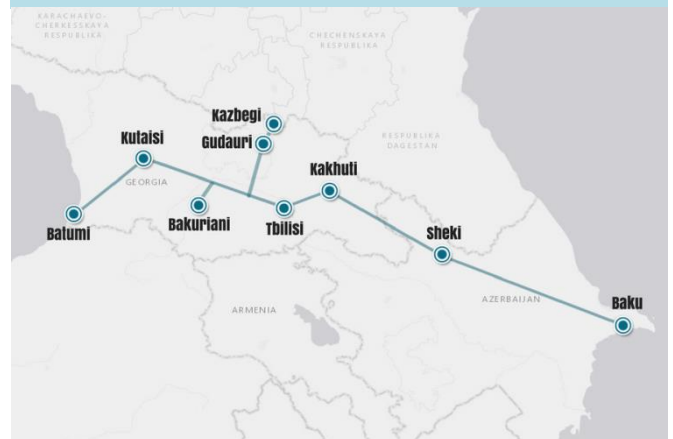 KARACHAEVO-
CHERKESSKAYA
RESPUBLIKA
CHECHENSKAYA
RESPUBLIKA
Kazbegi
Gudauri
Kutaisi
RESPUBLIKA
DAGESTAN
Kakhuti
GEORGIA
Bakuriani
Tbilisi
Batumi
Sheki
AZERBAIJAN
ARMENIA
Baku